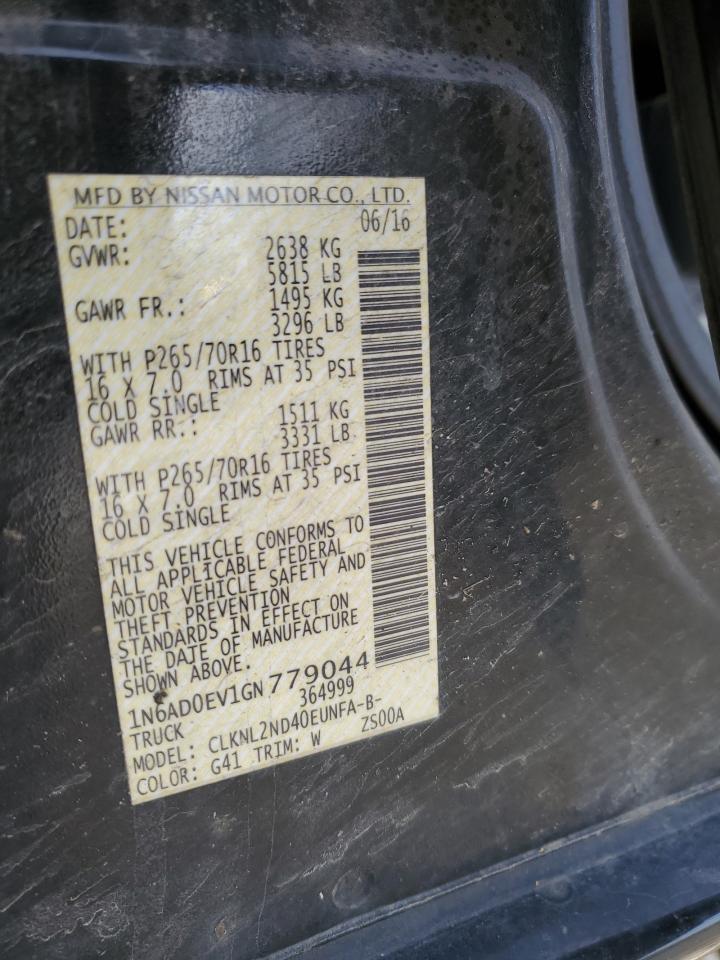 MFD BY NISSAN MOTOR CO., LTD.
DATE: 06/16
GVWR: 2638 KG
5815 LB
GAWR FR.: 1495 KG
3296 LB
WITH P265/70R16 TIRES
16 X 7.0 RIMS AT 35 PSI
COLD SINGLE
GAWR RR.: 1511 KG
3331 LB
WITH P265/70R16 TIRES
16 X 7.0 RIMS AT 35 PSI
COLD SINGLE
THIS VEHICLE CONFORMS TO
ALL APPLICABLE FEDERAL
MOTOR VEHICLE SAFETY AND
THEFT PREVENTION
STANDARDS IN EFFECT ON
THE DATE OF MANUFACTURE
SHOWN ABOVE.
1N6AD0EV1GN779044
TRUCK 364999
MODEL: CLKNL2ND40EUNFA-B-
COLOR: G41 TRIM: W ZS00A